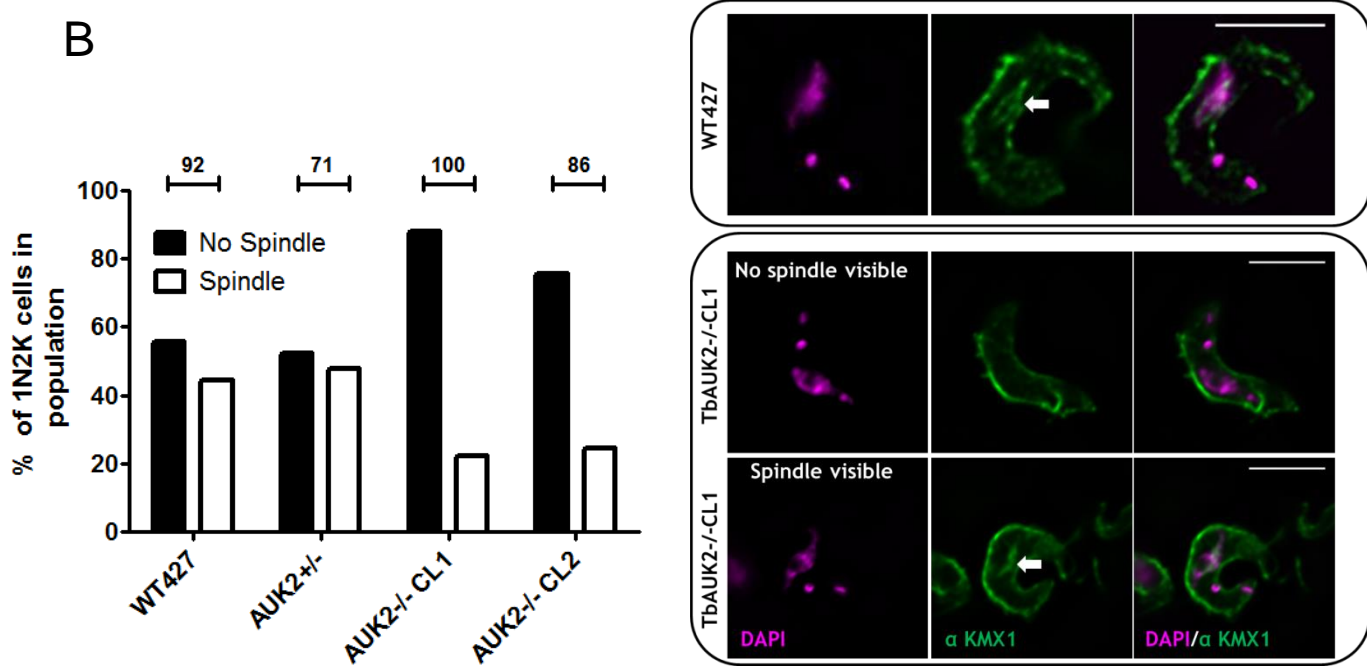 B
92
71
100
86
100
80
60
40
20
0
% of 1N2K cells in
population
No Spindle
Spindle
WT427
AUK2+/-
AUK2-/- CL1
AUK2-/- CL2
WT427
TbAUK2-/-CL1
No spindle visible
TbAUK2-/-CL1
Spindle visible
DAPI
α KMX1
DAPI/α KMX1